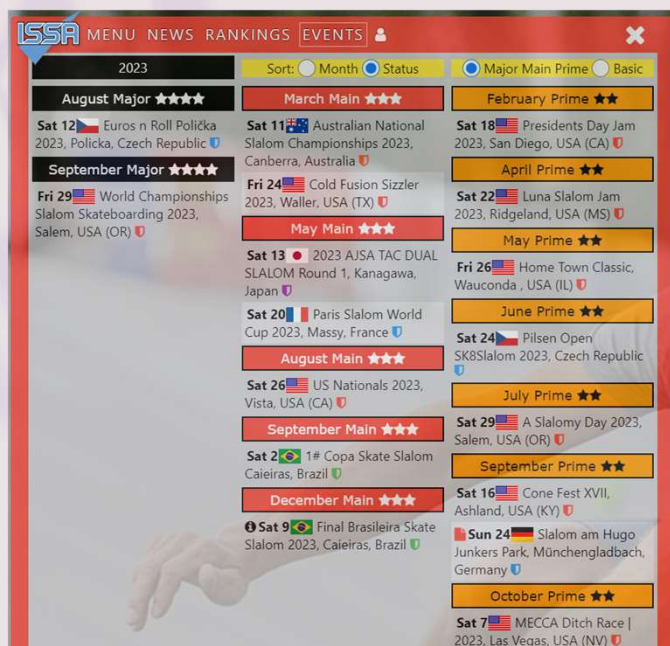 ISSA MENU NEWS RANKINGS EVENTS
2023
August Major ★★★★
Sat 12 Euros n Roll Polička
2023, Policka, Czech Republic
September Major ★★★★
Fri 29 World Championships
Slalom Skateboarding 2023,
Salem, USA (OR)
Sort: Month Status
March Main ★★★
Sat 11 Australian National
Slalom Championships 2023,
Canberra, Australia
Fri 24 Cold Fusion Sizzler
2023, Waller, USA (TX)
May Main ★★★
Sat 13 2023 AJSA TAC DUAL
SLALOM Round 1, Kanagawa,
Japan
Sat 20 Paris Slalom World
Cup 2023, Massy, France
August Main ★★★
Sat 26 US Nationals 2023,
Vista, USA (CA)
September Main ★★★
Sat 2 1# Copa Skate Slalom
Caieiras, Brazil
December Main ★★★
Sat 9 Final Brasileira Skate
Slalom 2023, Caieiras, Brazil
Major Main Prime Basic
February Prime ★★
Sat 18 Presidents Day Jam
2023, San Diego, USA (CA)
April Prime ★★
Sat 22 Luna Slalom Jam
2023, Ridgeland, USA (MS)
May Prime ★★
Fri 26 Home Town Classic,
Wauconda , USA (IL)
June Prime ★★
Sat 24 Pilsen Open
SK8Slalom 2023, Czech Republic
July Prime ★★
Sat 29 A Slalomy Day 2023,
Salem, USA (OR)
September Prime ★★
Sat 16 Cone Fest XVII,
Ashland, USA (KY)
Sun 24 Slalom am Hugo
Junkers Park, Münchengladbach,
Germany
October Prime ★★
Sat 7 MECCA Ditch Race |
2023, Las Vegas, USA (NV)